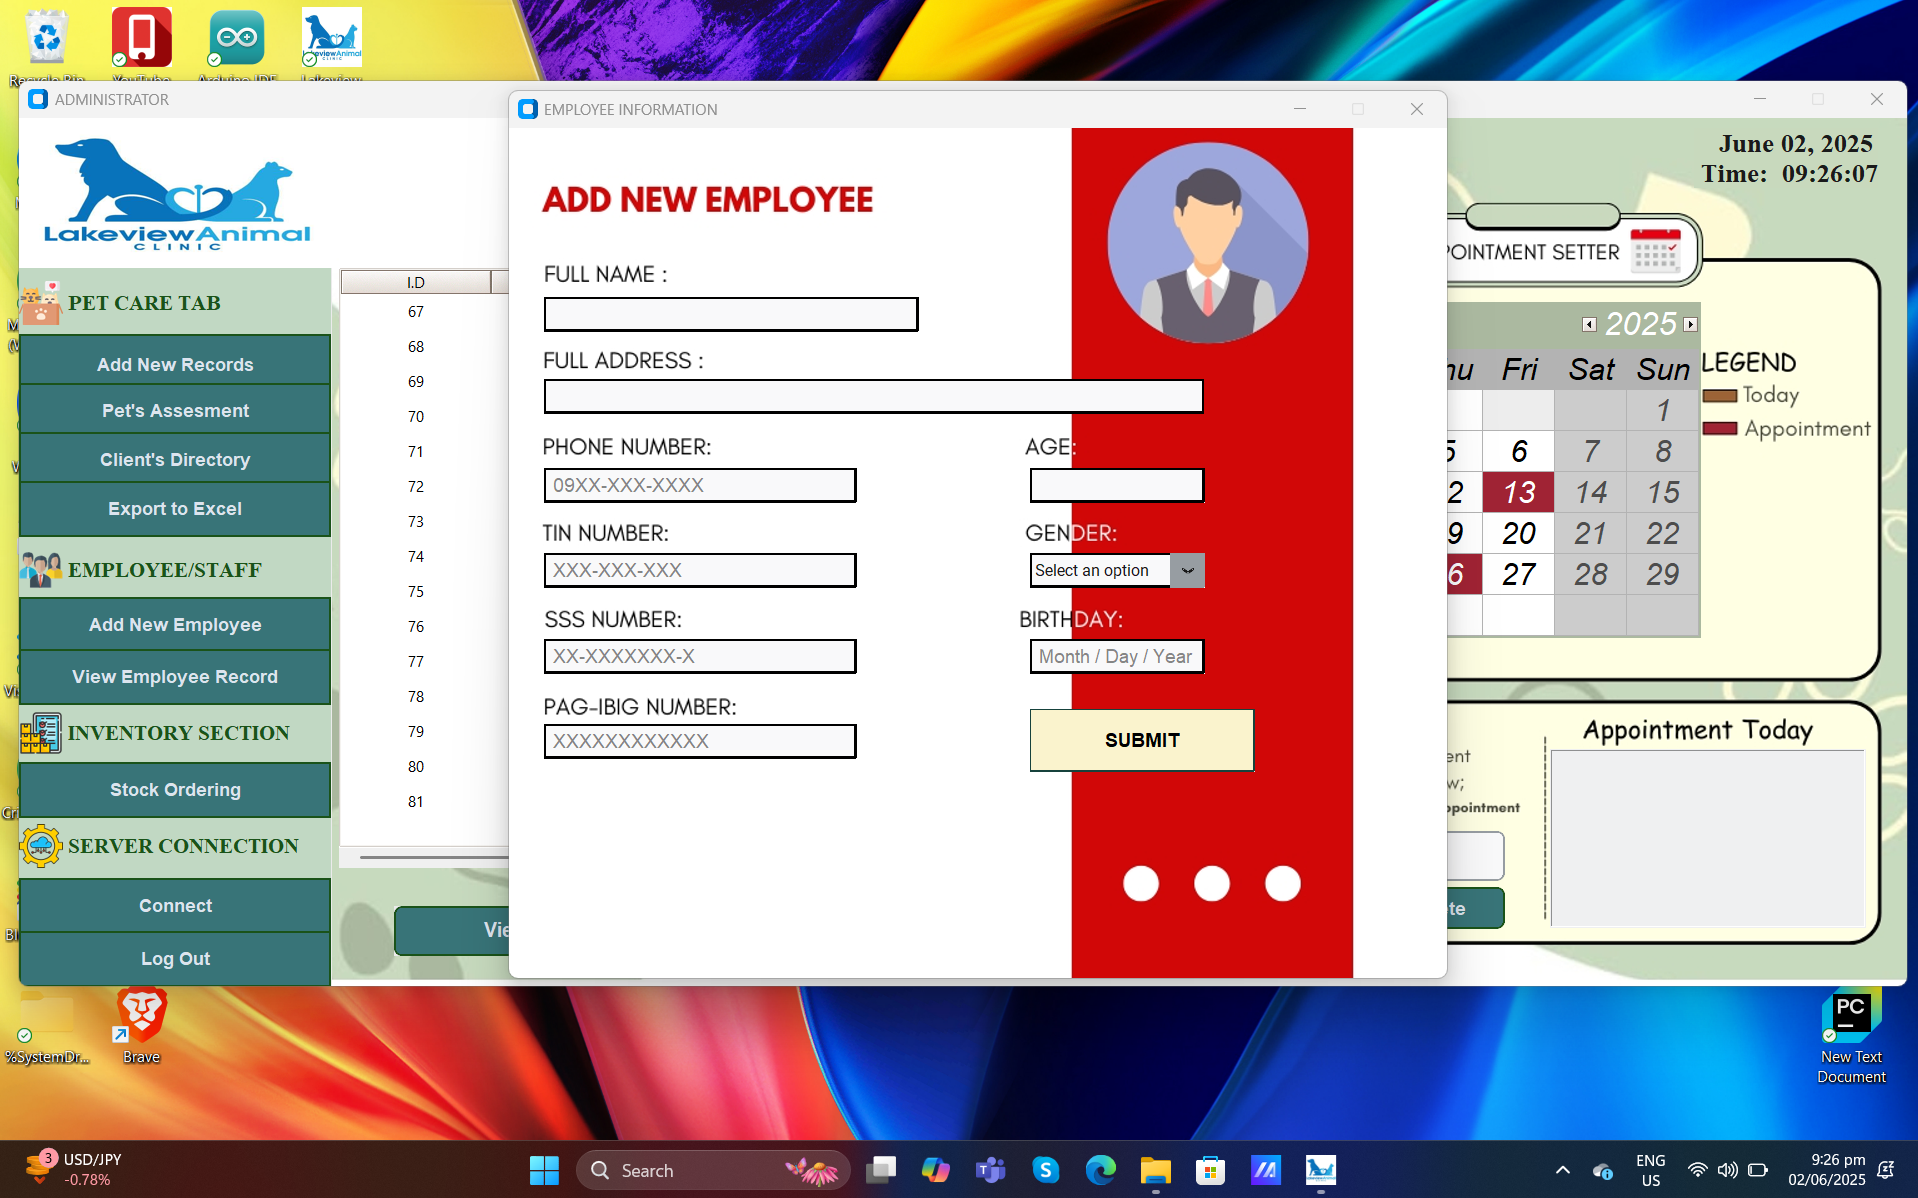 Recycle Bin
YouTube
Arduino IDE
Lakeview
ADMINISTRATOR
LakeviewAnimal
CLINIC
PET CARE TAB
Add New Records
Pet's Assesment
Client's Directory
Export to Excel
EMPLOYEE/STAFF
Add New Employee
View Employee Record
INVENTORY SECTION
Stock Ordering
SERVER CONNECTION
Connect
Log Out
I.D
67
68
69
70
71
72
73
74
75
76
77
78
79
80
81
Vie
EMPLOYEE INFORMATION
ADD NEW EMPLOYEE
FULL NAME :
FULL ADDRESS :
PHONE NUMBER:
09XX-XXX-XXXX
AGE:
TIN NUMBER:
XXX-XXX-XXX
GENDER:
Select an option
SSS NUMBER:
XX-XXXXXXX-X
BIRTHDAY:
Month / Day / Year
PAG-IBIG NUMBER:
XXXXXXXXXXXX
SUBMIT
June 02, 2025
Time: 09:26:07
POINTMENT SETTER
2025
hu Fri Sat Sun
1
5 6 7 8
2 13 14 15
9 20 21 22
6 27 28 29
LEGEND
Today
Appointment
ent
w;
ppointment
te
Appointment Today
%SystemDr...
Brave
PC
New Text
Document
3
USD/JPY
-0.78%
Search
ENG
US
9:26 pm
02/06/2025